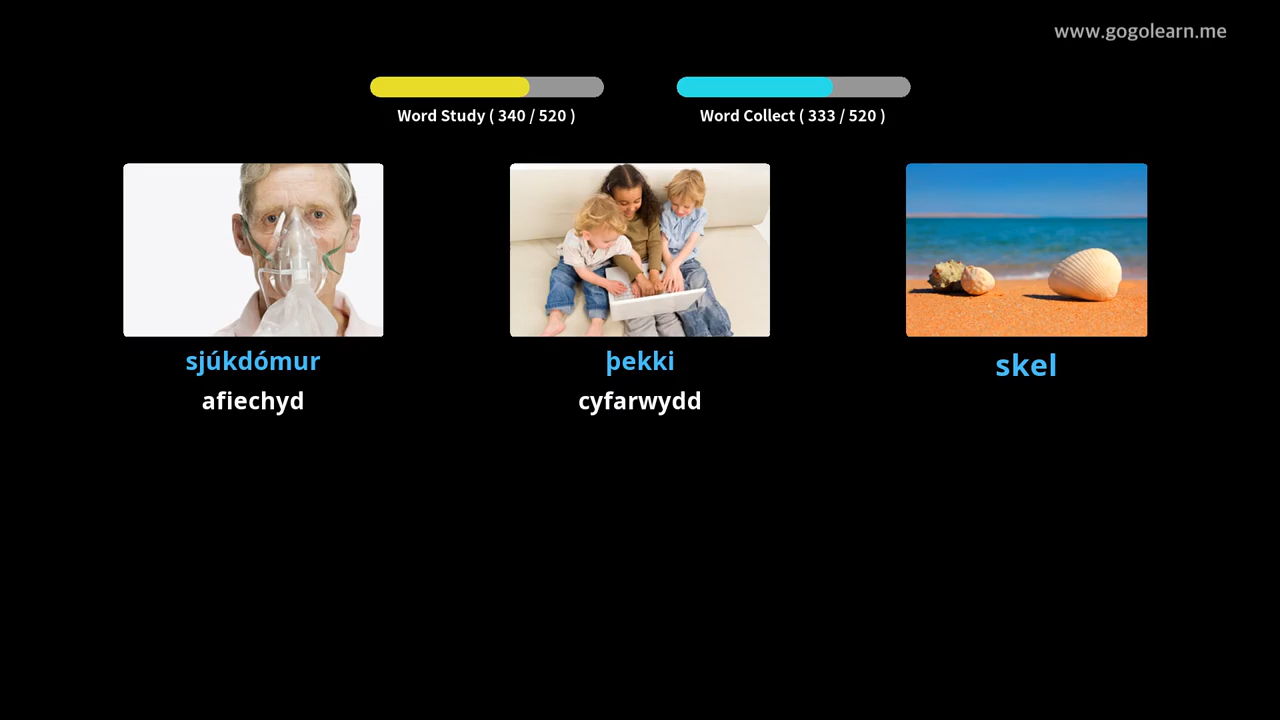 www.gogolearn.me
Word Study ( 340 / 520 )
Word Collect ( 333 / 520 )
sjúkdómur
afiechyd
þekki
cyfarwydd
skel